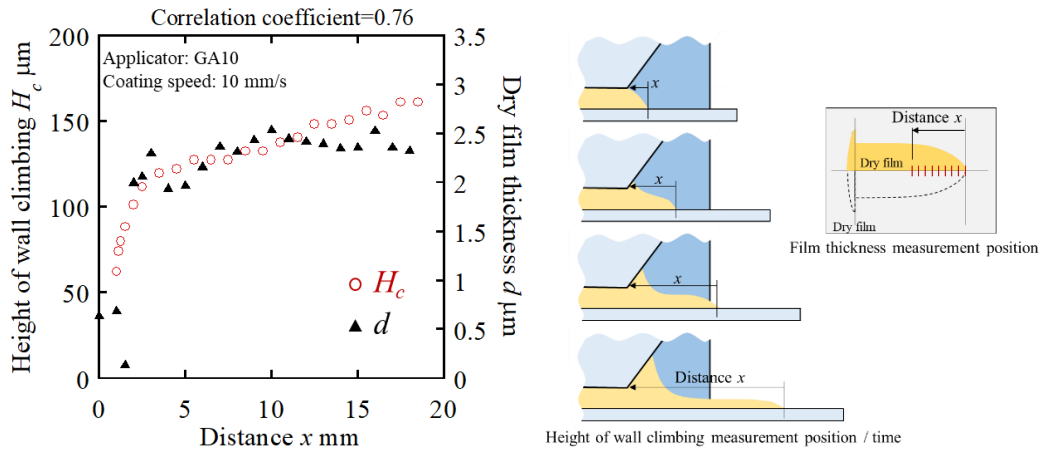 Correlation coefficient=0.76
Height of wall climbing H_c μm
200
150
100
50
0
Applicator: GA10
Coating speed: 10 mm/s
H_c
d
3.5
3
2.5
2
1.5
1
0.5
0
Dry film thickness d μm
0
5
10
15
20
Distance x mm
x
x
x
Distance x
Height of wall climbing measurement position / time
Distance x
Dry film
Dry film
Film thickness measurement position